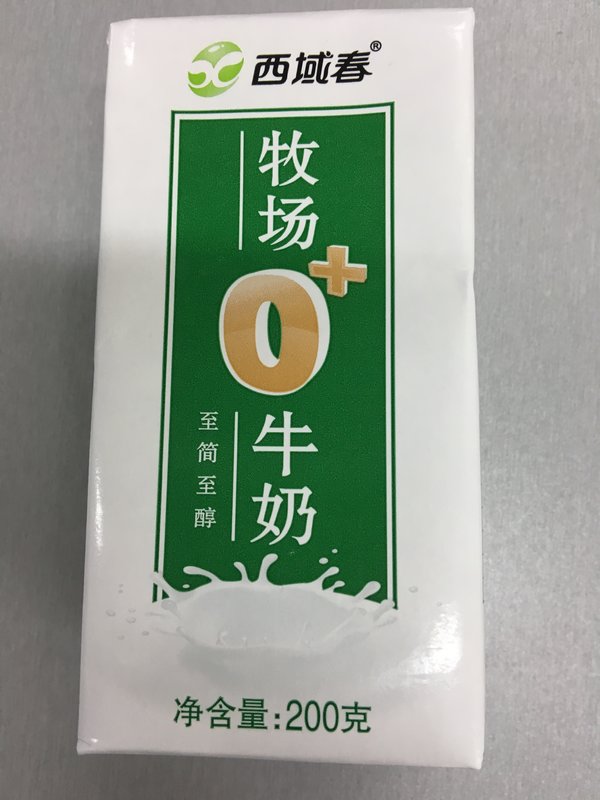 西域春®
牧场
0+
牛奶
至简至醇
净含量:200克